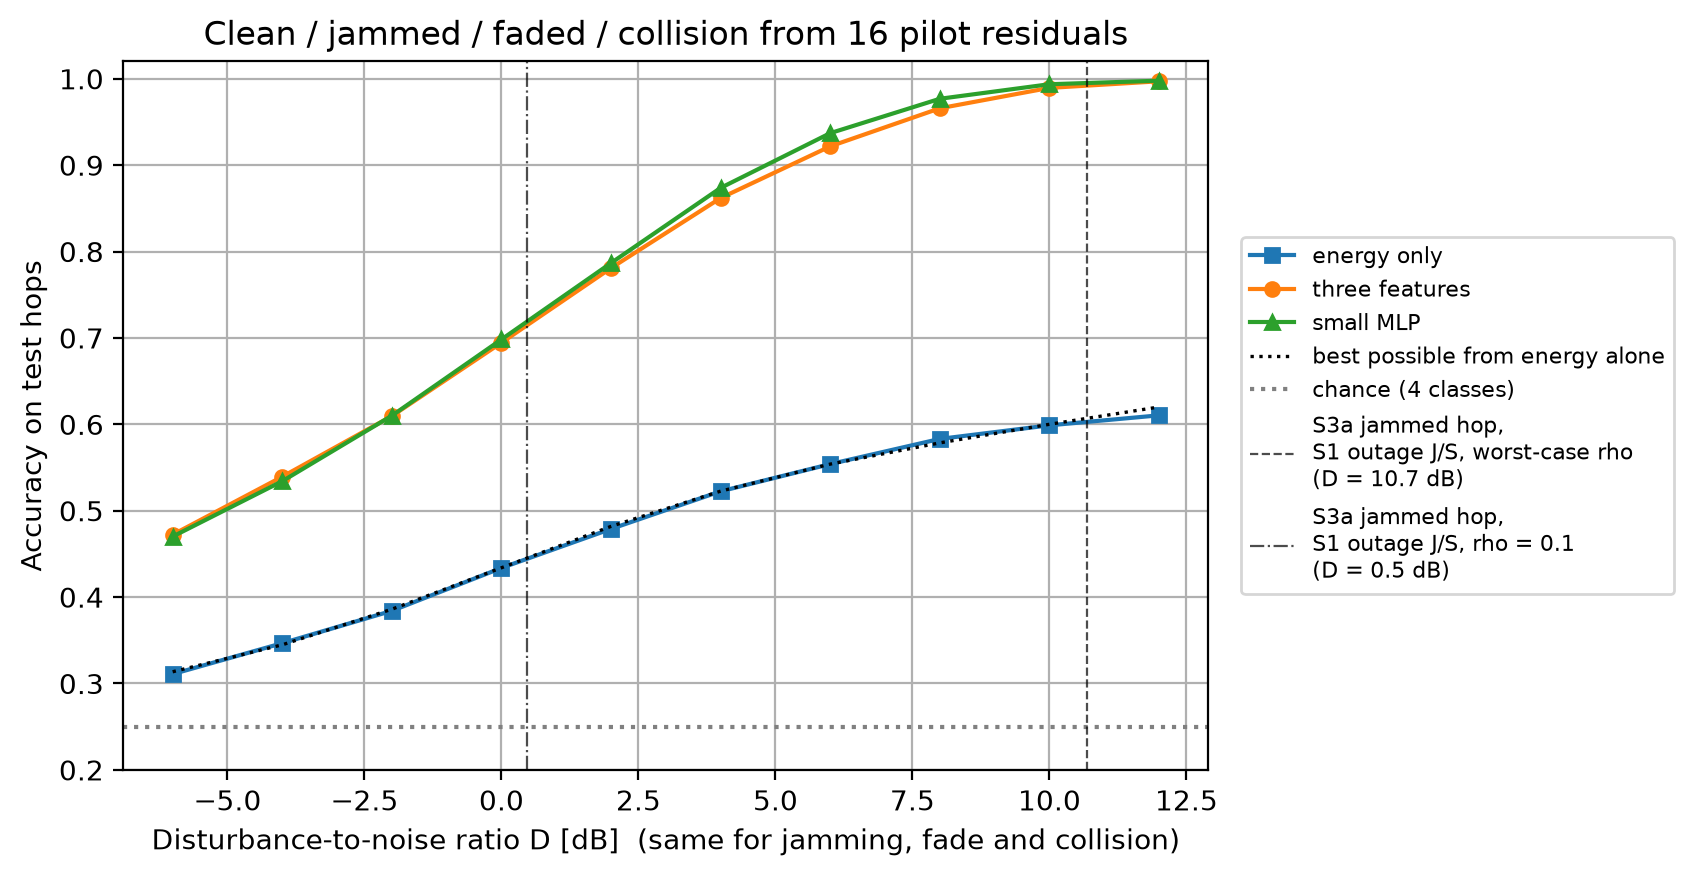 Clean / jammed / faded / collision from 16 pilot residuals
Accuracy on test hops
1.0
0.9
0.8
0.7
0.6
0.5
0.4
0.3
0.2
−5.0
−2.5
0.0
2.5
5.0
7.5
10.0
12.5
Disturbance-to-noise ratio D [dB]  (same for jamming, fade and collision)
energy only
three features
small MLP
best possible from energy alone
chance (4 classes)
S3a jammed hop,
S1 outage J/S, worst-case rho
(D = 10.7 dB)
S3a jammed hop,
S1 outage J/S, rho = 0.1
(D = 0.5 dB)